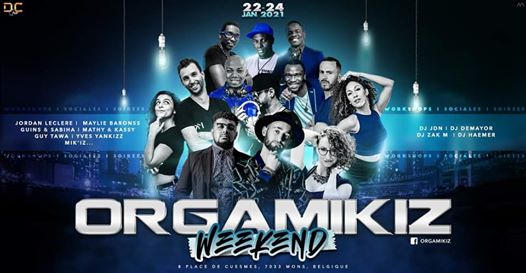 DC
22-24
JAN 2021
WORKSHOPS | SOCIALES | SOIREES
WORKSHOPS | SOCIALES | SOIREES
JORDAN LECLERE | MAYLIE BARONSS
GUINS & SABIHA | MATHY & KASSY
GUY TAWA | YVES YANKIZZ
MIK'IZ...
DJ JDN | DJ DEMAYOR
DJ ZAK M | DJ HAEMER
ORGAMIKIZ
WEEKEND
ORGAMIKIZ
8 PLACE DE CUESMES, 7033 MONS, BELGIQUE